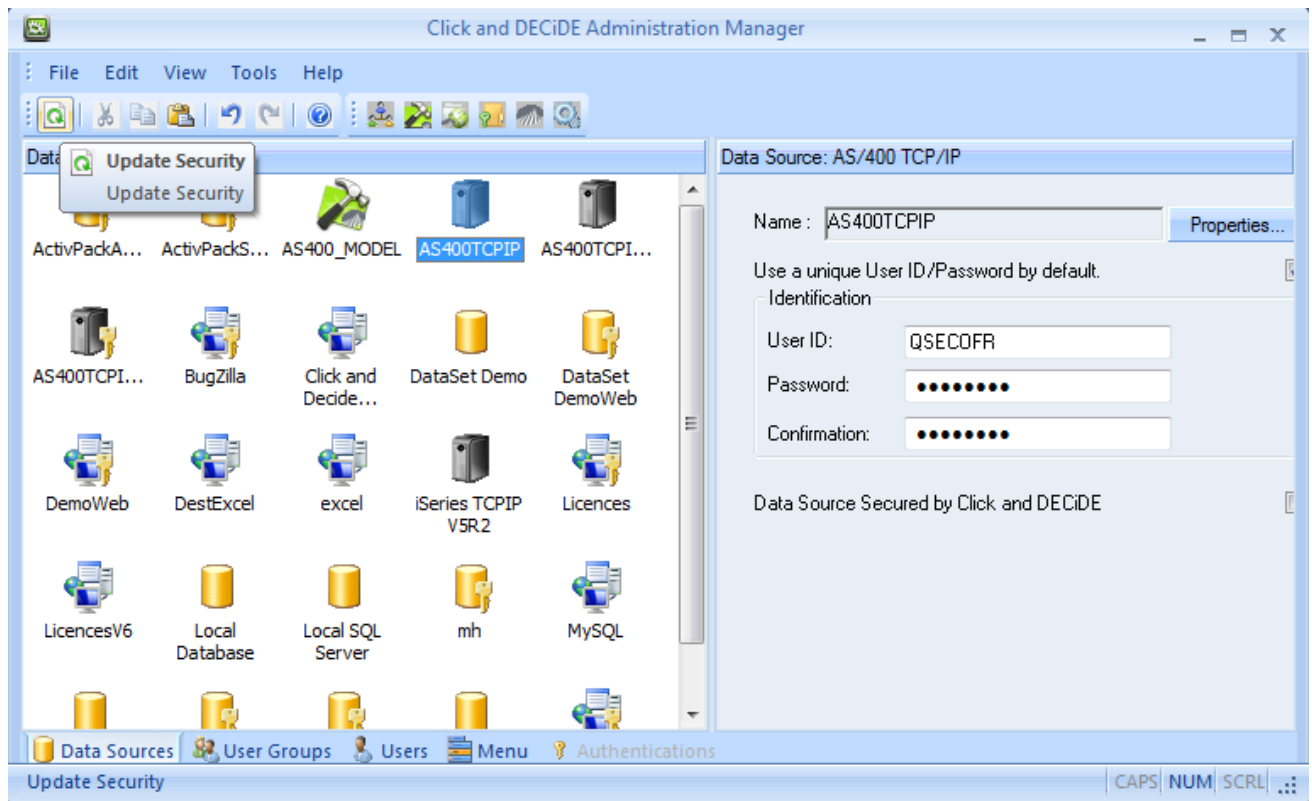 Click and DECiDE Administration Manager
File Edit View Tools Help
Data
Update Security
Update Security
Data Source: AS/400 TCP/IP
Name : AS400TCPIP Properties...
ActivPackA... ActivPackS... AS400_MODEL AS400TCPIP AS400TCPI...
Use a unique User ID/Password by default.
Identification
User ID: QSECOFR
AS400TCPI... BugZilla Click and Decide... DataSet Demo DataSet DemoWeb
Password: ●●●●●●●●
Confirmation: ●●●●●●●●
DemoWeb DestExcel excel iSeries TCPIP V5R2 Licences
Data Source Secured by Click and DECiDE
LicencesV6 Local Database Local SQL Server mh MySQL
Data Sources User Groups Users Menu Authentications
Update Security CAPS NUM SCRL